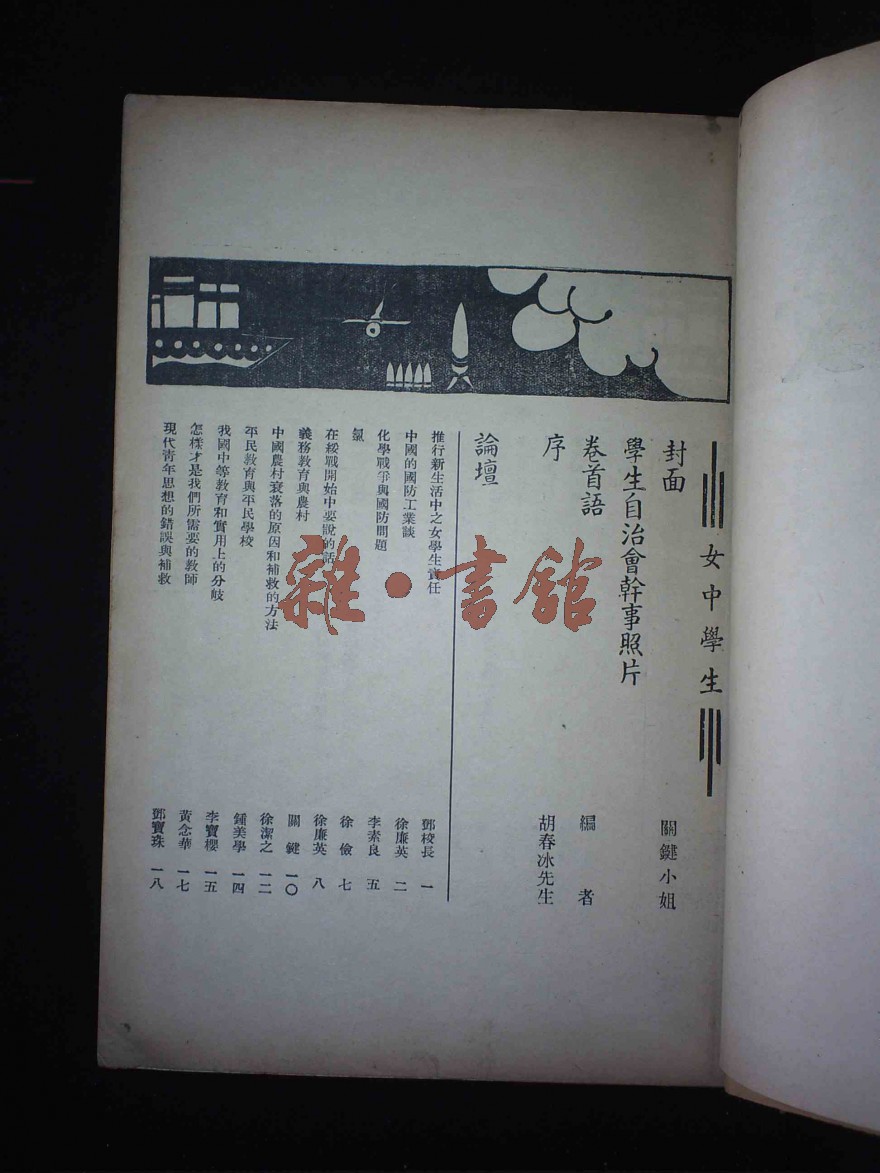 女中學生
封面 關鍵小姐
學生自治會幹事照片
卷首語 編者
序 胡春冰先生
論壇
推行新生活中之女學生責任 鄧校長 一
中國的國防工業談 徐廉英 二
化學戰爭與國防問題 李素良 五
氯 徐儉 七
在綏戰開始中要說的話 徐廉英 八
義務教育與農村 關鍵 一〇
中國農村衰落的原因和補救的方法 徐潔之 一二
平民教育與平民學校 鍾美學 一四
我國中等教育和實用上的分岐 李寶櫻 一五
怎樣才是我們所需要的教師 黃念華 一七
現代靑年思想的錯誤與補救 鄧寶珠 一八
雜·書館